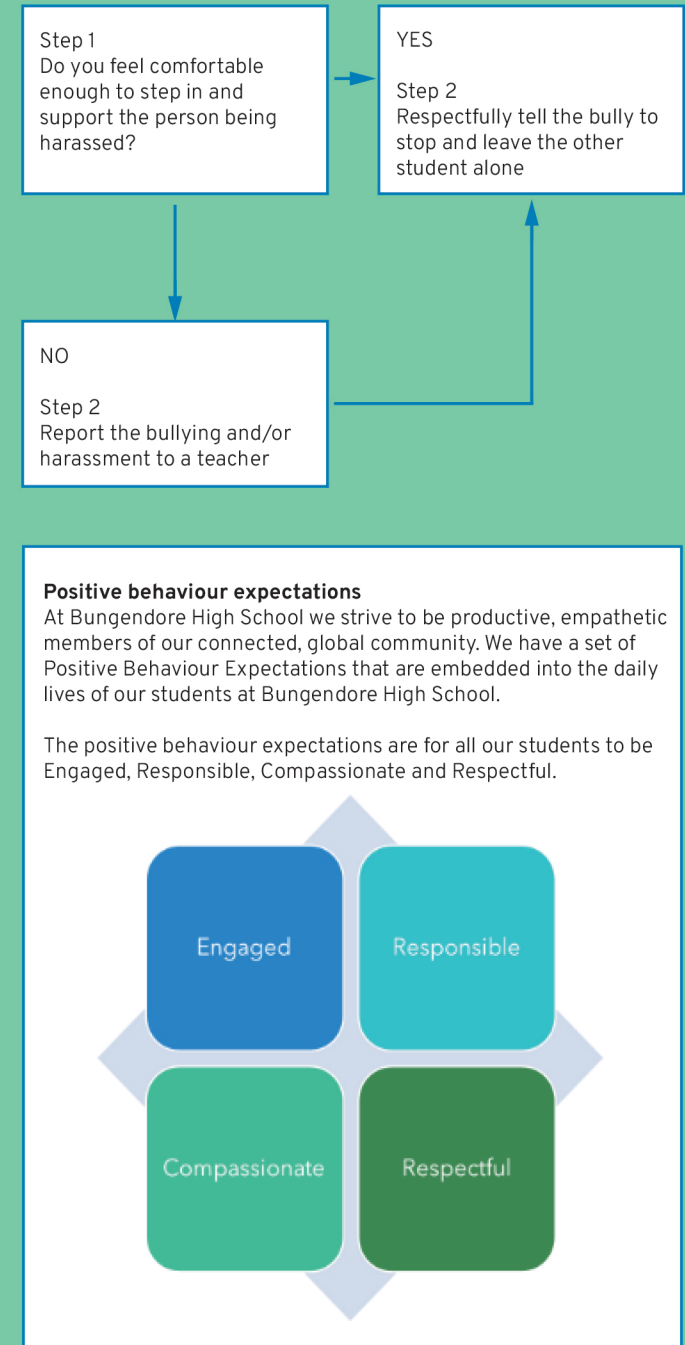 Step 1
Do you feel comfortable
enough to step in and
support the person being
harassed?
YES
Step 2
Respectfully tell the bully to
stop and leave the other
student alone
NO
Step 2
Report the bullying and/or
harassment to a teacher
Positive behaviour expectations
At Bungendore High School we strive to be productive, empathetic
members of our connected, global community. We have a set of
Positive Behaviour Expectations that are embedded into the daily
lives of our students at Bungendore High School.
The positive behaviour expectations are for all our students to be
Engaged, Responsible, Compassionate and Respectful.
Engaged
Responsible
Compassionate
Respectful